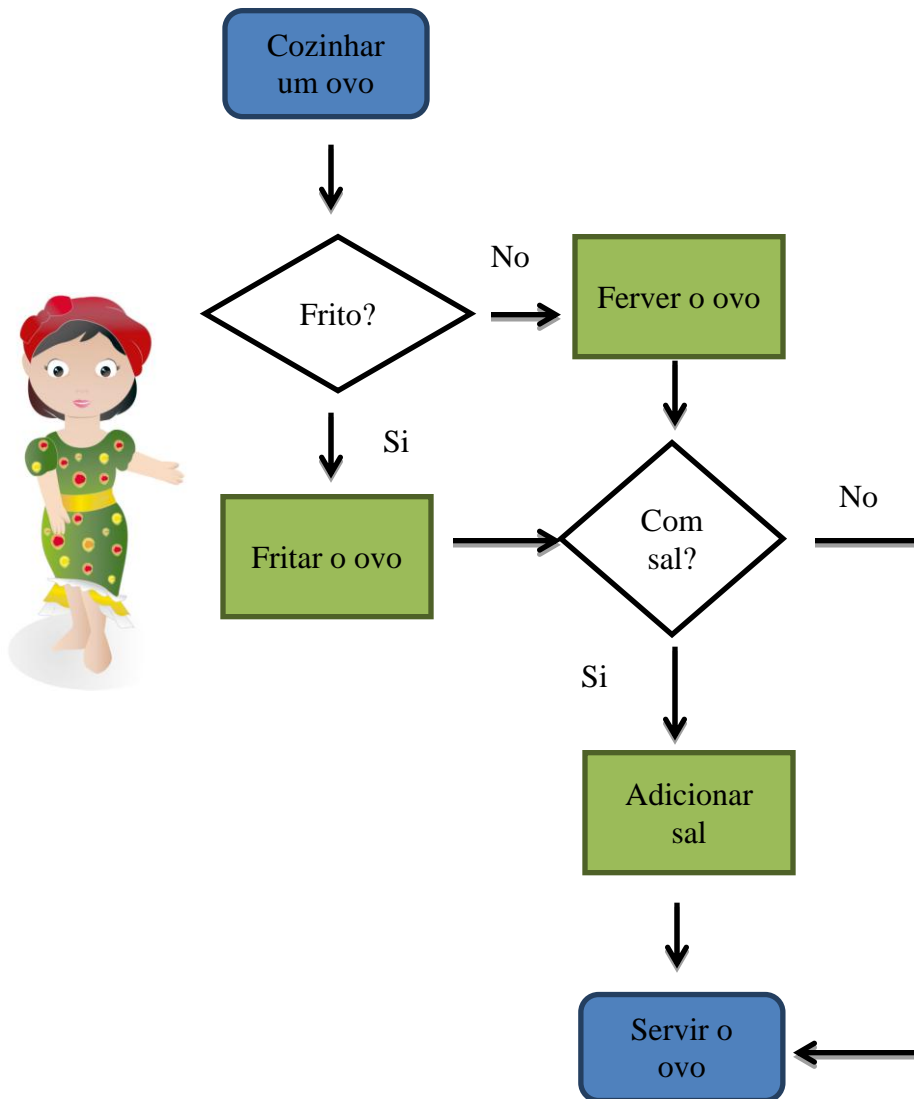 Cozinhar
um ovo
Frito?
No
Ferver o ovo
Si
Fritar o ovo
Com
sal?
No
Si
Adicionar
sal
Servir o
ovo